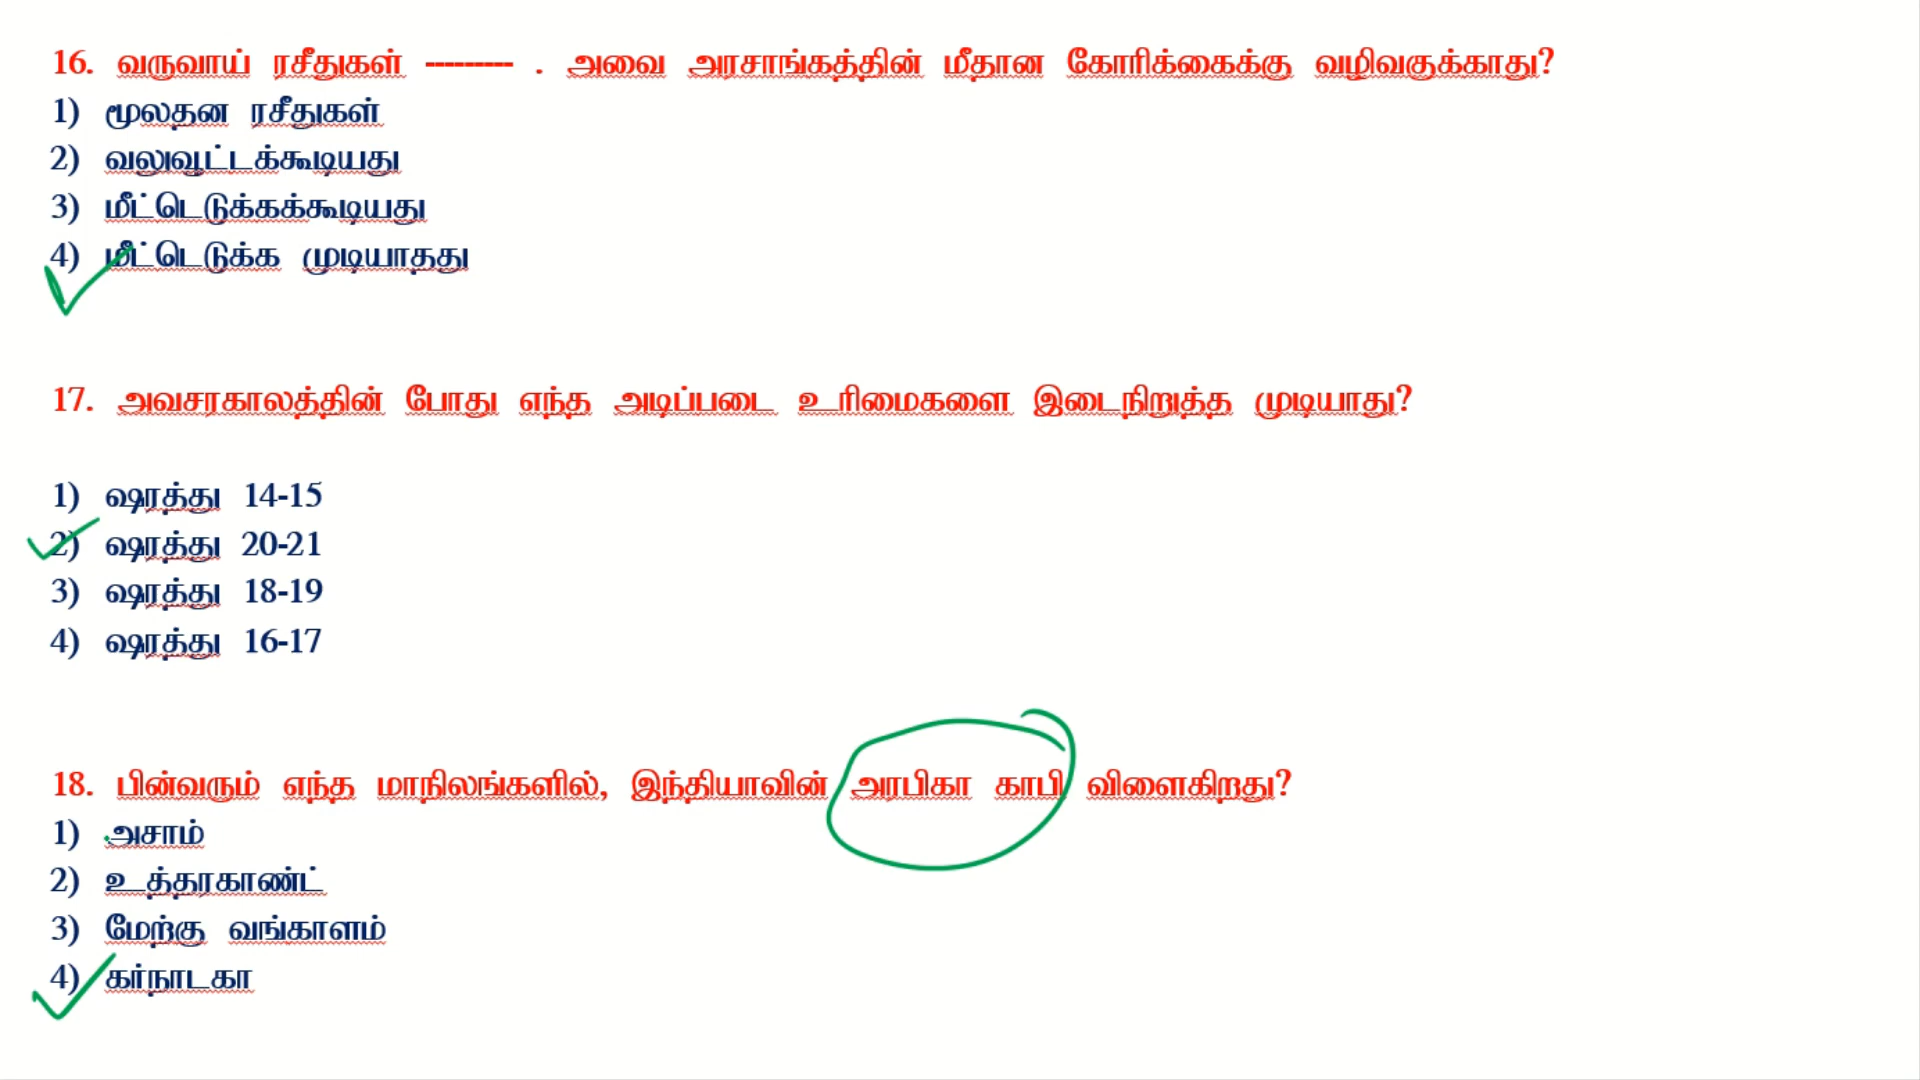 16. வருவாய் ரசீதுகள் --------- . அவை அரசாங்கத்தின் மீதான கோரிக்கைக்கு வழிவகுக்காது?
1) மூலதன ரசீதுகள்
2) வலுவூட்டக்கூடியது
3) மீட்டெடுக்கக்கூடியது
4) மீட்டெடுக்க முடியாதது
17. அவசரகாலத்தின் போது எந்த அடிப்படை உரிமைகளை இடைநிறுத்த முடியாது?
1) ஷரத்து 14-15
2) ஷரத்து 20-21
3) ஷரத்து 18-19
4) ஷரத்து 16-17
18. பின்வரும் எந்த மாநிலங்களில், இந்தியாவின் அரபிகா காபி விளைகிறது?
1) அசாம்
2) உத்தரகாண்ட்
3) மேற்கு வங்காளம்
4) கர்நாடகா